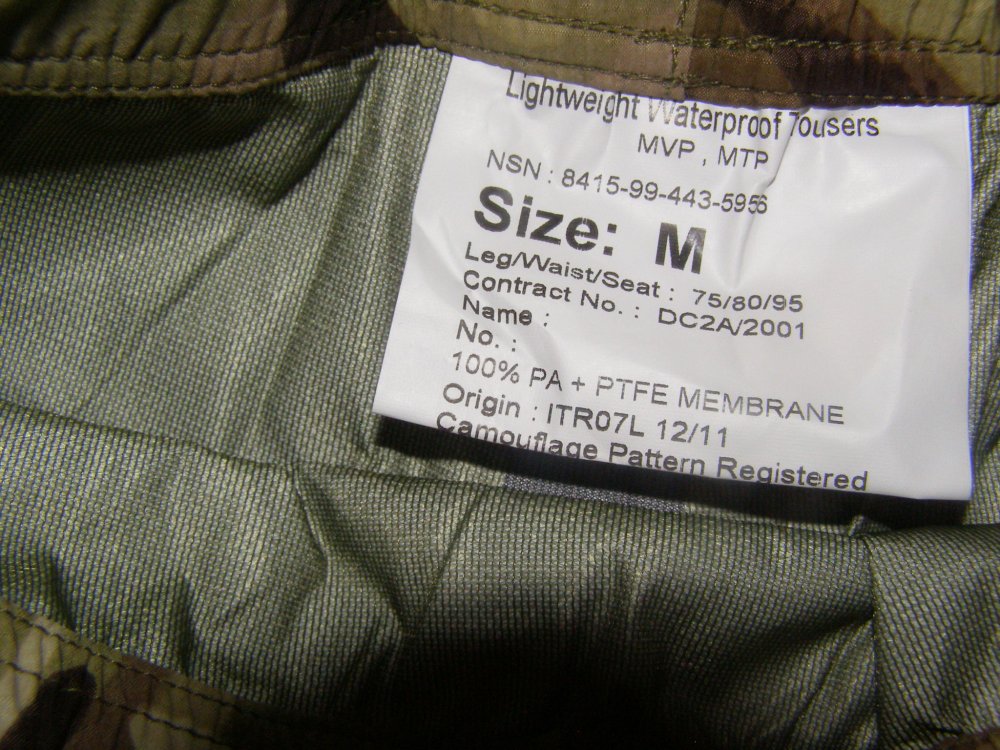 Lightweight Waterproof Tousers
MVP , MTP
NSN : 8415-99-443-5956
Size: M
Leg/Waist/Seat : 75/80/95
Contract No. : DC2A/2001
Name :
No. :
100% PA + PTFE MEMBRANE
Origin : ITR07L 12/11
Camouflage Pattern Registered